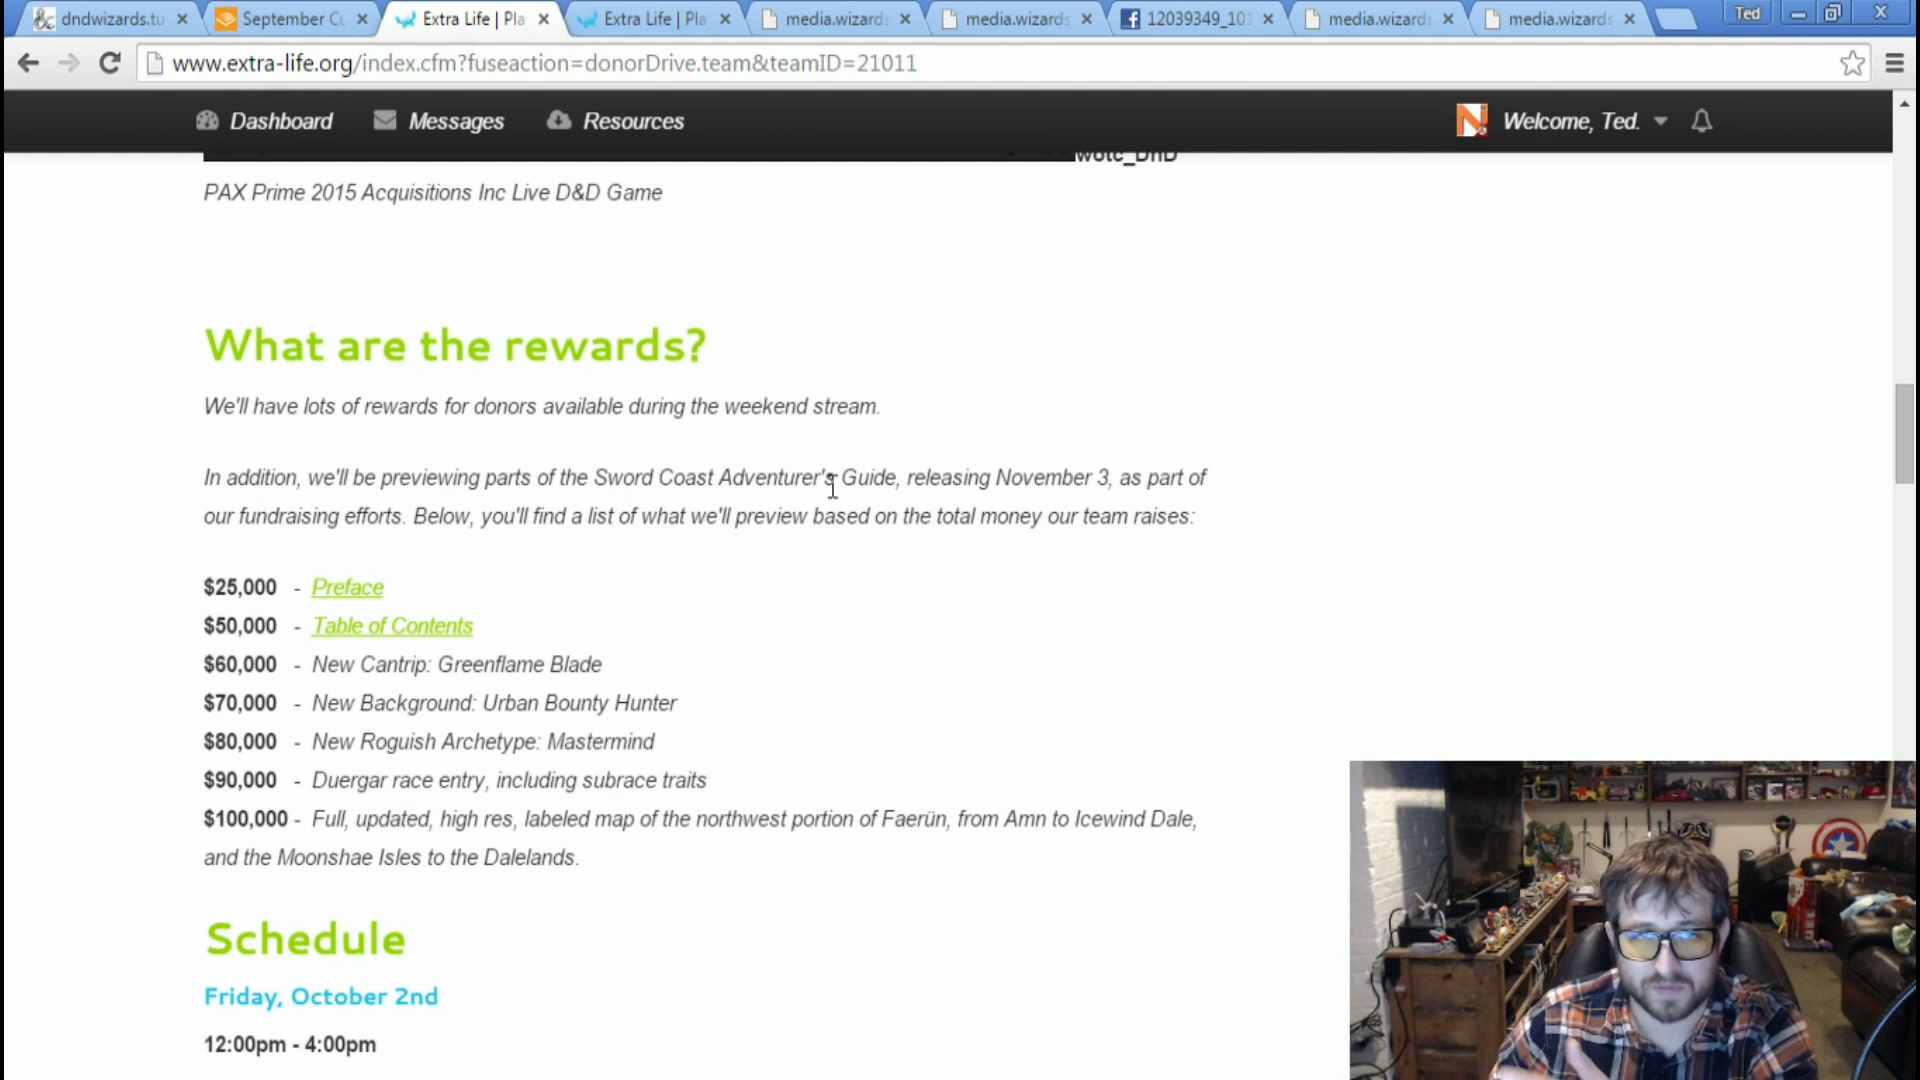 dndwizards.tu
September Cu
Extra Life | Pla
Extra Life | Pla
media.wizards
media.wizards
12039349_101
media.wizards
media.wizards
Ted
www.extra-life.org/index.cfm?fuseaction=donorDrive.team&teamID=21011
Dashboard
Messages
Resources
Welcome, Ted.
wotc_DnD
PAX Prime 2015 Acquisitions Inc Live D&D Game
What are the rewards?
We'll have lots of rewards for donors available during the weekend stream.
In addition, we'll be previewing parts of the Sword Coast Adventurer's Guide, releasing November 3, as part of
our fundraising efforts. Below, you'll find a list of what we'll preview based on the total money our team raises:
$25,000 - Preface
$50,000 - Table of Contents
$60,000 - New Cantrip: Greenflame Blade
$70,000 - New Background: Urban Bounty Hunter
$80,000 - New Roguish Archetype: Mastermind
$90,000 - Duergar race entry, including subrace traits
$100,000 - Full, updated, high res, labeled map of the northwest portion of Faerün, from Amn to Icewind Dale,
and the Moonshae Isles to the Dalelands.
Schedule
Friday, October 2nd
12:00pm - 4:00pm